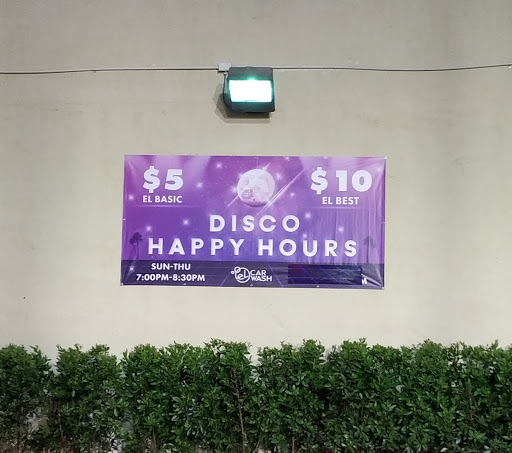 $5
EL BASIC
$10
EL BEST
DISCO
HAPPY HOURS
SUN-THU
7:00PM-8:30PM
el CAR
WASH